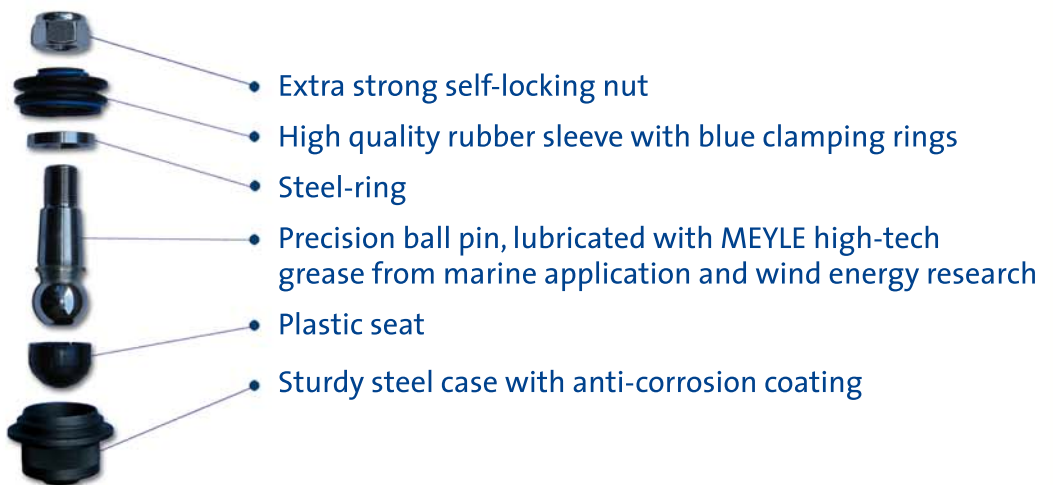 Extra strong self-locking nut
High quality rubber sleeve with blue clamping rings
Steel-ring
Precision ball pin, lubricated with MEYLE high-tech
grease from marine application and wind energy research
Plastic seat
Sturdy steel case with anti-corrosion coating